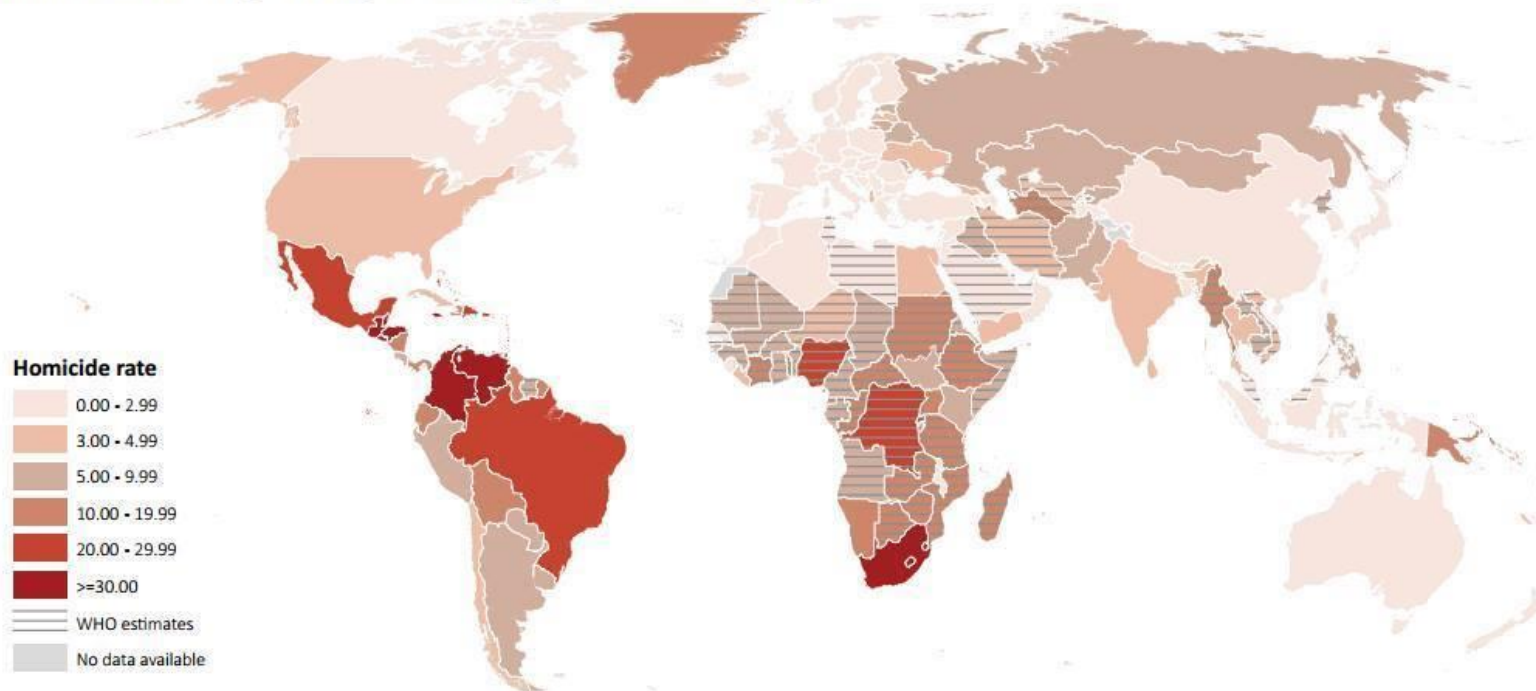 Homicide rate
0.00 - 2.99
3.00 - 4.99
5.00 - 9.99
10.00 - 19.99
20.00 - 29.99
>=30.00
WHO estimates
No data available